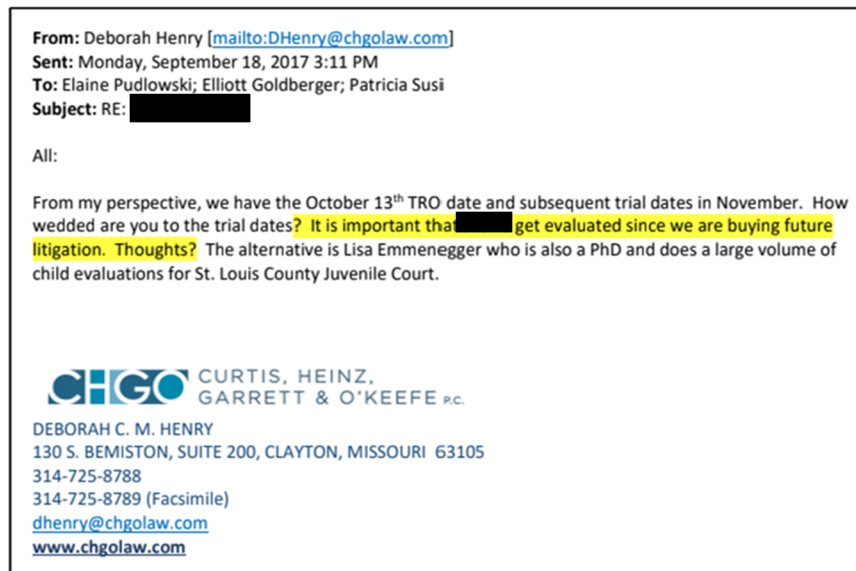 From: Deborah Henry [mailto:DHenry@chgolaw.com]
Sent: Monday, September 18, 2017 3:11 PM
To: Elaine Pudlowski; Elliott Goldberger; Patricia Susi
Subject: RE:
All:
From my perspective, we have the October 13th TRO date and subsequent trial dates in November. How
wedded are you to the trial dates? It is important that get evaluated since we are buying future
litigation. Thoughts? The alternative is Lisa Emmenegger who is also a PhD and does a large volume of
child evaluations for St. Louis County Juvenile Court.
CHGO CURTIS, HEINZ,
GARRETT & O'KEEFE P.C.
DEBORAH C. M. HENRY
130 S. BEMISTON, SUITE 200, CLAYTON, MISSOURI 63105
314-725-8788
314-725-8789 (Facsimile)
dhenry@chgolaw.com
www.chgolaw.com